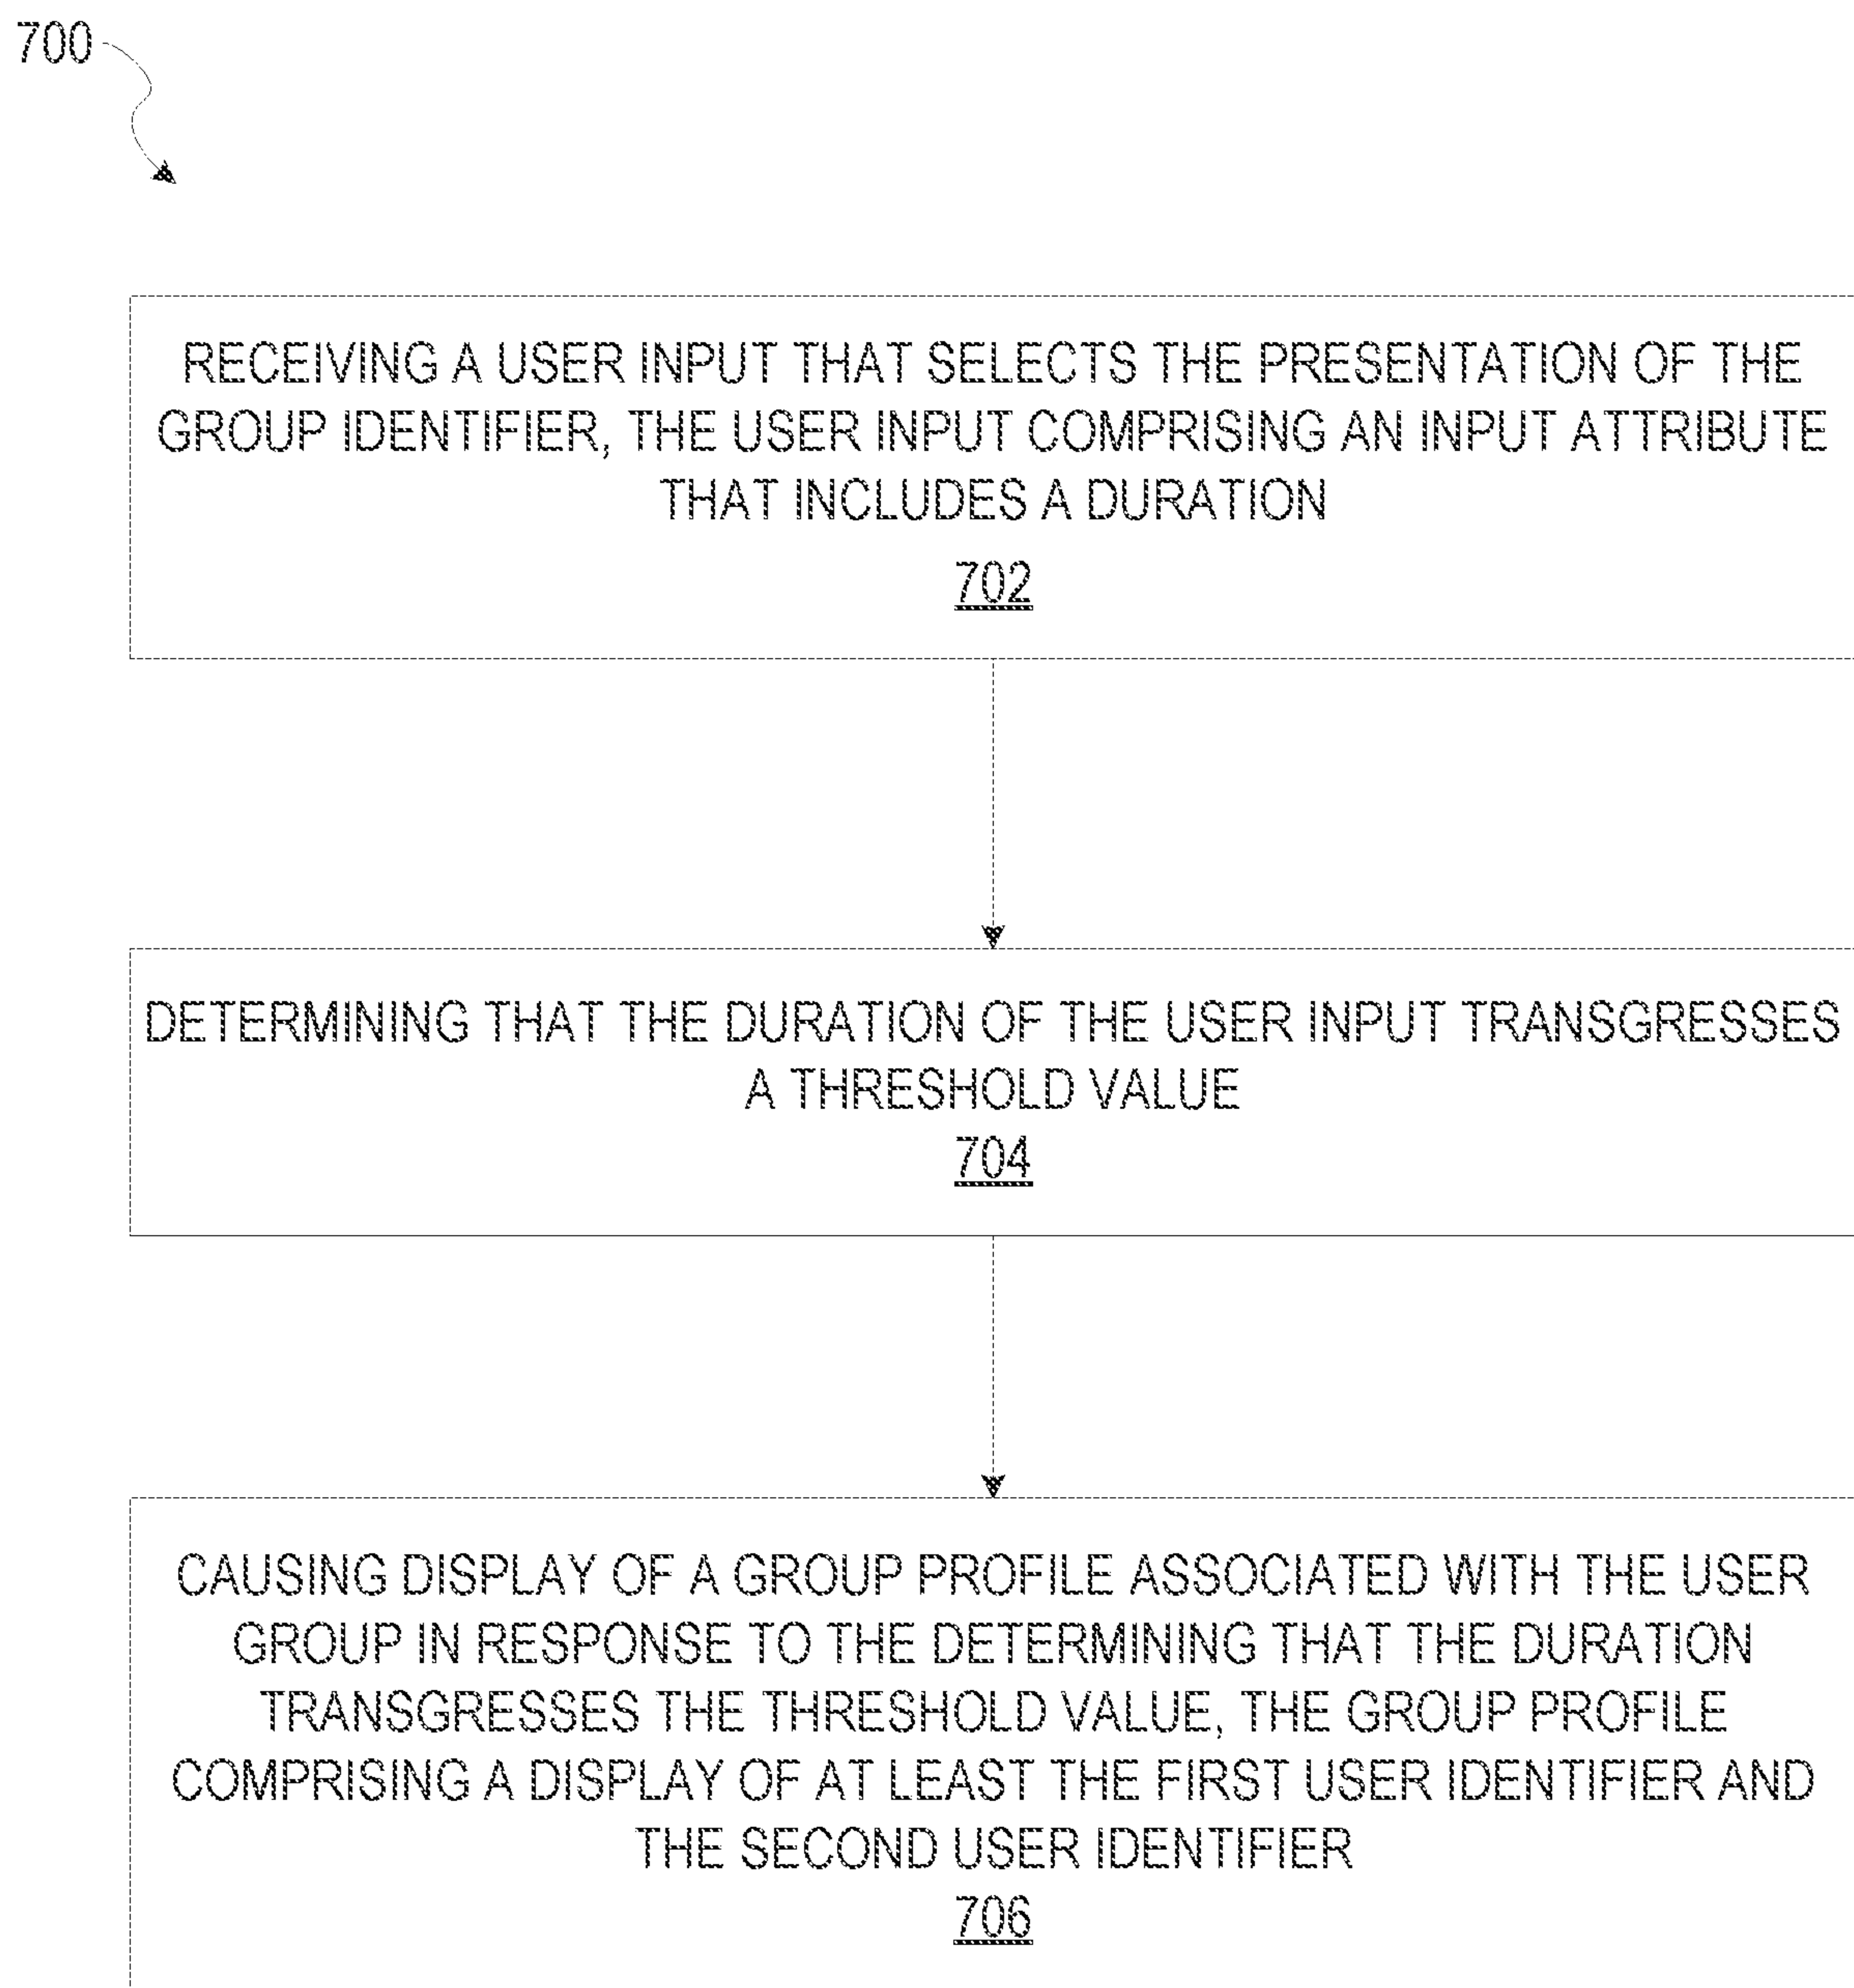 700
RECEIVING A USER INPUT THAT SELECTS THE PRESENTATION OF THE
GROUP IDENTIFIER, THE USER INPUT COMPRISING AN INPUT ATTRIBUTE
THAT INCLUDES A DURATION
702
DETERMINING THAT THE DURATION OF THE USER INPUT TRANSGRESSES
A THRESHOLD VALUE
704
CAUSING DISPLAY OF A GROUP PROFILE ASSOCIATED WITH THE USER
GROUP IN RESPONSE TO THE DETERMINING THAT THE DURATION
TRANSGRESSES THE THRESHOLD VALUE, THE GROUP PROFILE
COMPRISING A DISPLAY OF AT LEAST THE FIRST USER IDENTIFIER AND
THE SECOND USER IDENTIFIER
706